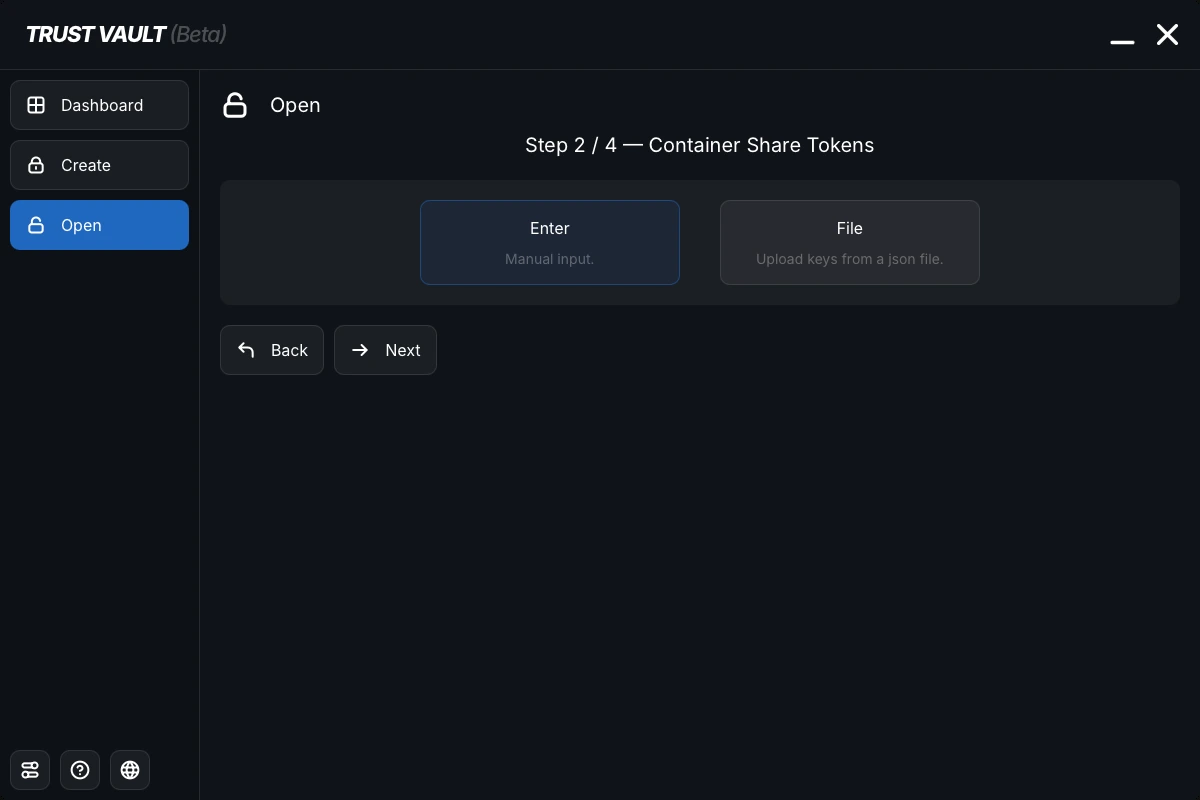 TRUST VAULT (Beta)
Dashboard
Create
Open
Open
Step 2 / 4 — Container Share Tokens
Enter
Manual input.
File
Upload keys from a json file.
Back
Next